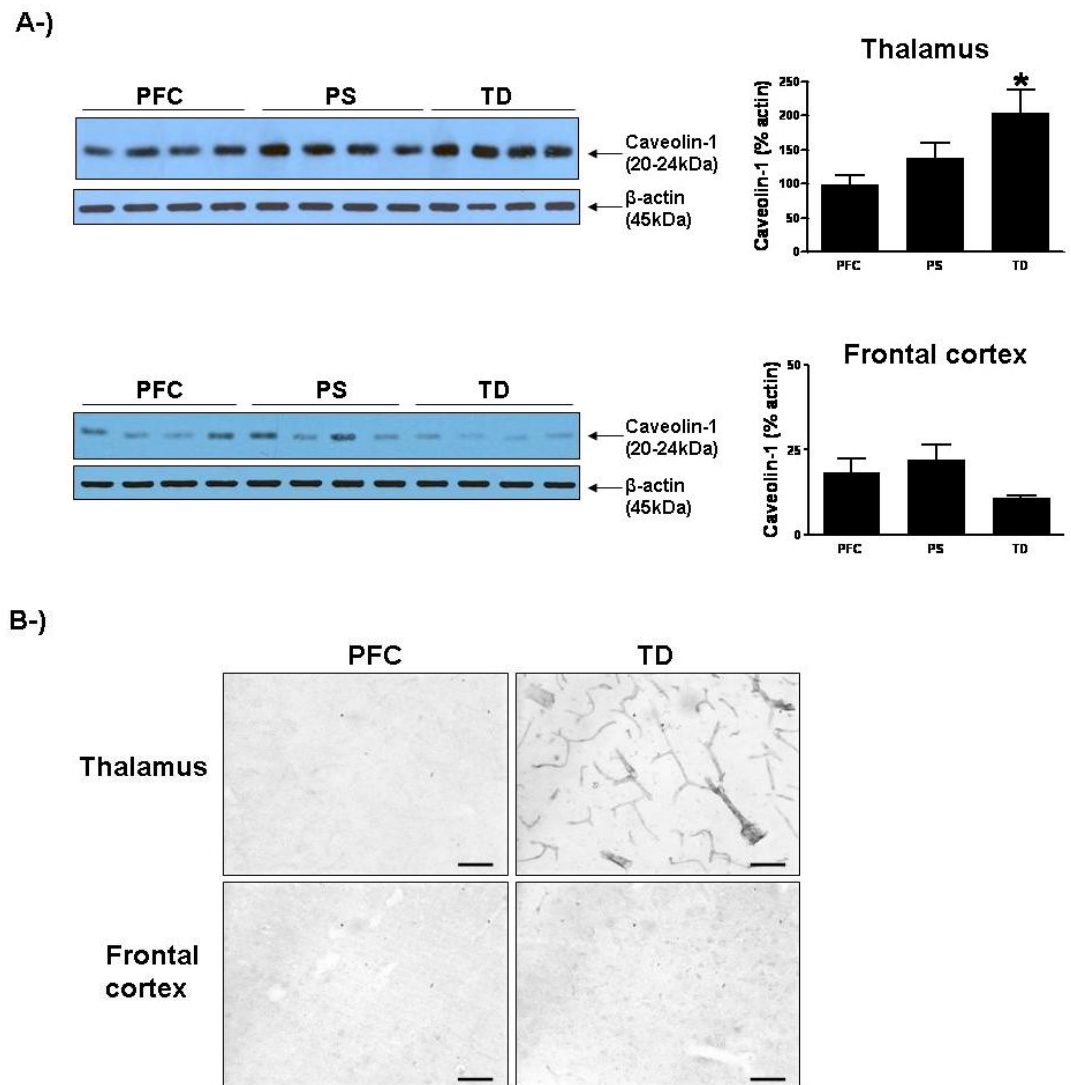 A-)
PFC PS TD
Caveolin-1
(20-24kDa)
β-actin
(45kDa)
Thalamus
Caveolin-1 (% actin)
250
200
150
100
50
0
*
PFC PS TD
PFC PS TD
Caveolin-1
(20-24kDa)
β-actin
(45kDa)
Frontal cortex
Caveolin-1 (% actin)
50
25
0
PFC PS TD
B-)
PFC TD
Thalamus
Frontal
cortex